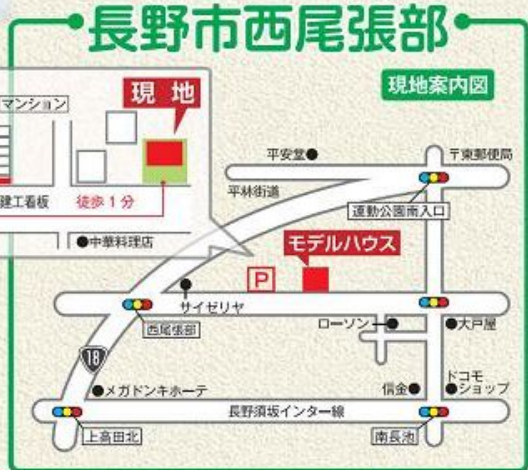 長野市西尾張部
現地案内図
マンション
現地
建工看板
徒歩1分
●中華料理店
平安堂●
〒東郵便局
平林街道
運動公園南入口
モデルハウス
P
サイゼリヤ
西尾張部
ローソン
●大戸屋
18
●メガドンキホーテ
信金●
ドコモ
●ショップ
長野須坂インター線
上高田北
南長池